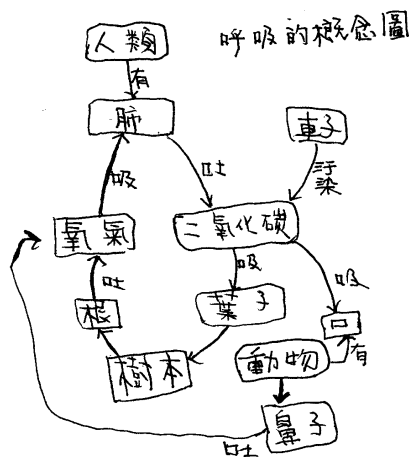 呼吸的概念圖
人類
有
肺
車子
吸
吐
汙染
氧氣
二氧化碳
吐
吸
吸
根
葉子
口
樹本
動物
有
鼻子
吐